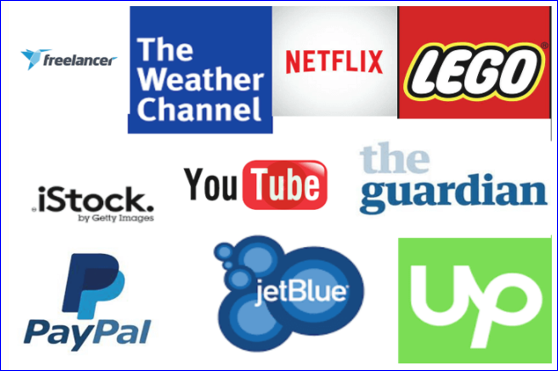 freelancer
The
Weather
Channel
NETFLIX
LEGO
iStock.
by Getty Images
YouTube
the
guardian
PayPal
jetBlue
up